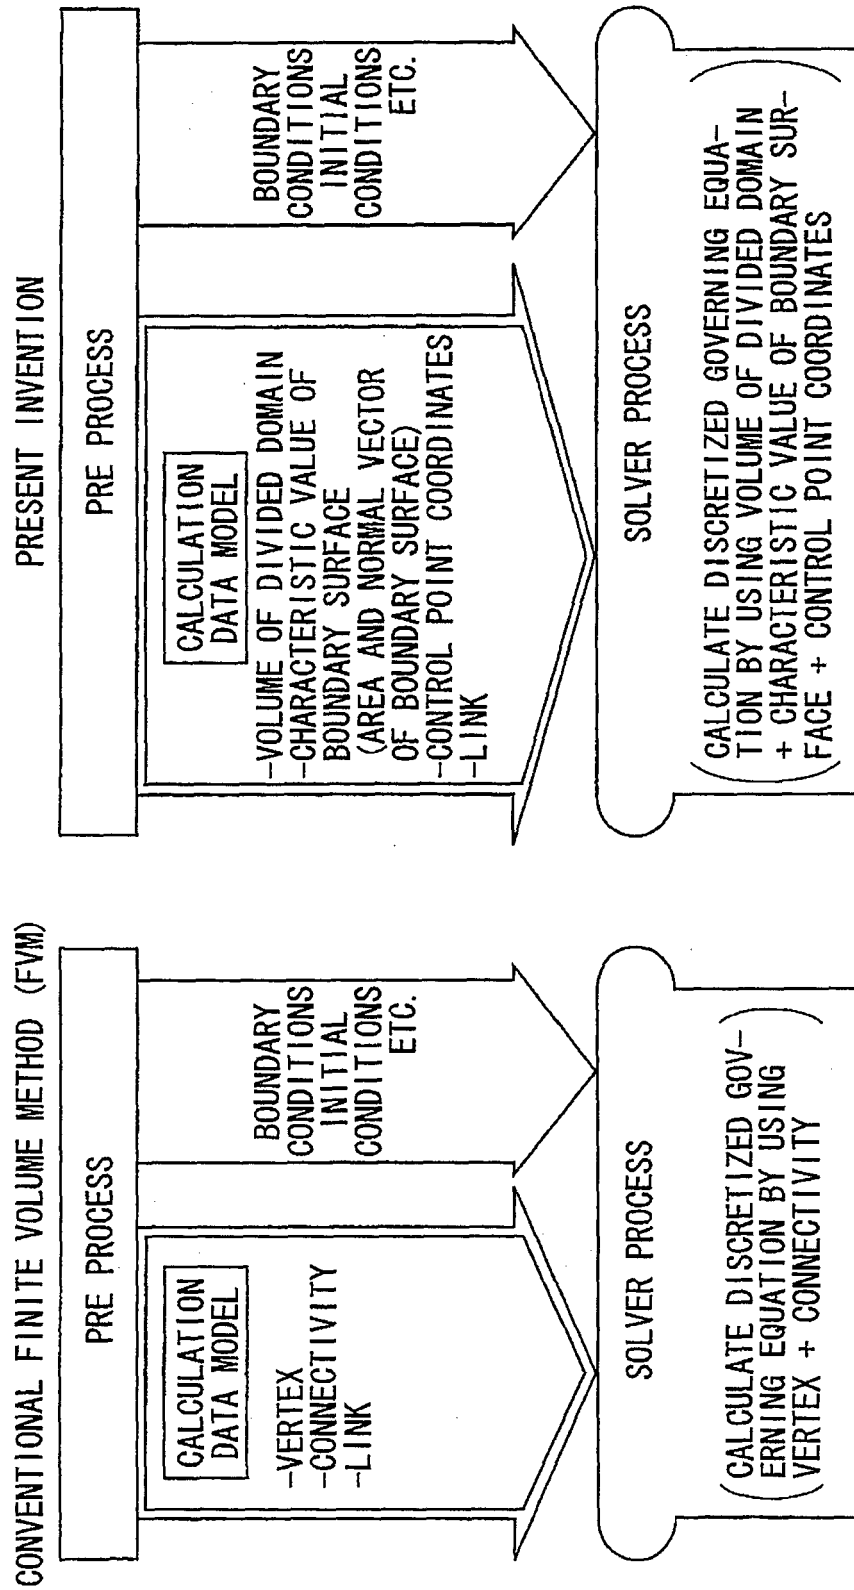 CONVENTIONAL FINITE VOLUME METHOD (FVM)
PRE PROCESS
CALCULATION
DATA MODEL
-VERTEX
-CONNECTIVITY
-LINK
BOUNDARY
CONDITIONS
INITIAL
CONDITIONS
ETC.
SOLVER PROCESS
(CALCULATE DISCRETIZED GOV-
ERNING EQUATION BY USING
VERTEX + CONNECTIVITY)
PRESENT INVENTION
PRE PROCESS
CALCULATION
DATA MODEL
-VOLUME OF DIVIDED DOMAIN
-CHARACTERISTIC VALUE OF
BOUNDARY SURFACE
(AREA AND NORMAL VECTOR
OF BOUNDARY SURFACE)
-CONTROL POINT COORDINATES
-LINK
BOUNDARY
CONDITIONS
INITIAL
CONDITIONS
ETC.
SOLVER PROCESS
(CALCULATE DISCRETIZED GOVERNING EQUA-
TION BY USING VOLUME OF DIVIDED DOMAIN
+ CHARACTERISTIC VALUE OF BOUNDARY SUR-
FACE + CONTROL POINT COORDINATES)